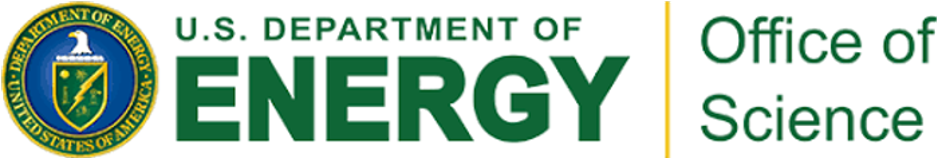 DEPARTMENT OF ENERGY
UNITED STATES OF AMERICA
U.S. DEPARTMENT OF
ENERGY
Office of
Science